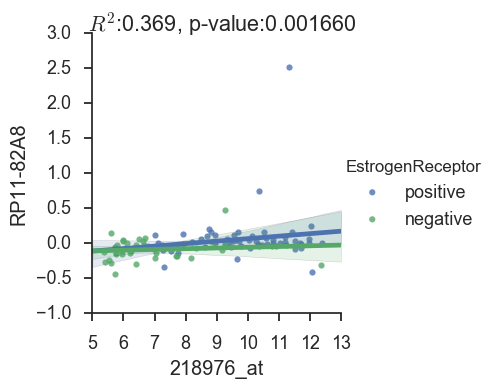 R²:0.369, p-value:0.001660
3.0
2.5
2.0
1.5
1.0
0.5
0.0
−0.5
−1.0
RP11-82A8
5 6 7 8 9 10 11 12 13
218976_at
EstrogenReceptor
positive
negative